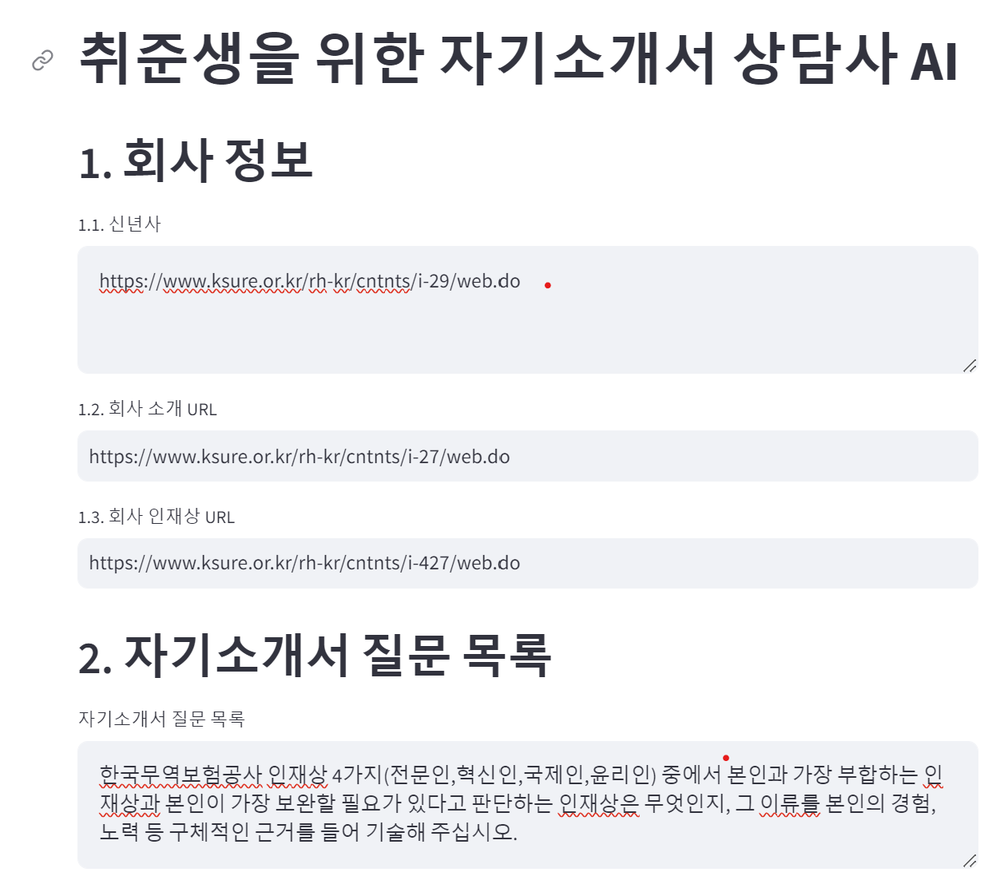 취준생을 위한 자기소개서 상담사 AI
1. 회사 정보
1.1. 신년사
https://www.ksure.or.kr/rh-kr/cntnts/i-29/web.do
1.2. 회사 소개 URL
https://www.ksure.or.kr/rh-kr/cntnts/i-27/web.do
1.3. 회사 인재상 URL
https://www.ksure.or.kr/rh-kr/cntnts/i-427/web.do
2. 자기소개서 질문 목록
자기소개서 질문 목록
한국무역보험공사 인재상 4가지(전문인,혁신인,국제인,윤리인) 중에서 본인과 가장 부합하는 인
재상과 본인이 가장 보완할 필요가 있다고 판단하는 인재상은 무엇인지, 그 이류를 본인의 경험,
노력 등 구체적인 근거를 들어 기술해 주십시오.